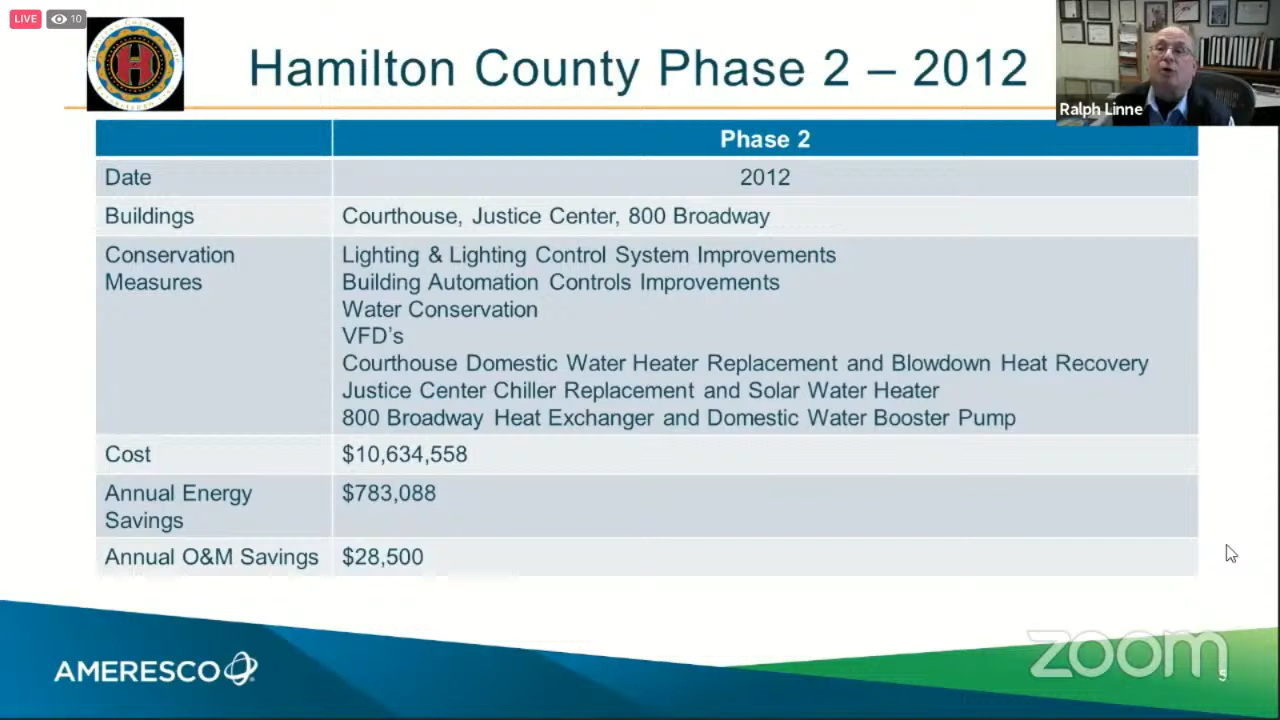 LIVE 10
Hamilton County Phase 2 – 2012
Ralph Linne
Phase 2
Date 2012
Buildings Courthouse, Justice Center, 800 Broadway
Conservation Measures
Lighting & Lighting Control System Improvements
Building Automation Controls Improvements
Water Conservation
VFD's
Courthouse Domestic Water Heater Replacement and Blowdown Heat Recovery
Justice Center Chiller Replacement and Solar Water Heater
800 Broadway Heat Exchanger and Domestic Water Booster Pump
Cost $10,634,558
Annual Energy Savings $783,088
Annual O&M Savings $28,500
AMERESCO
zoom
5